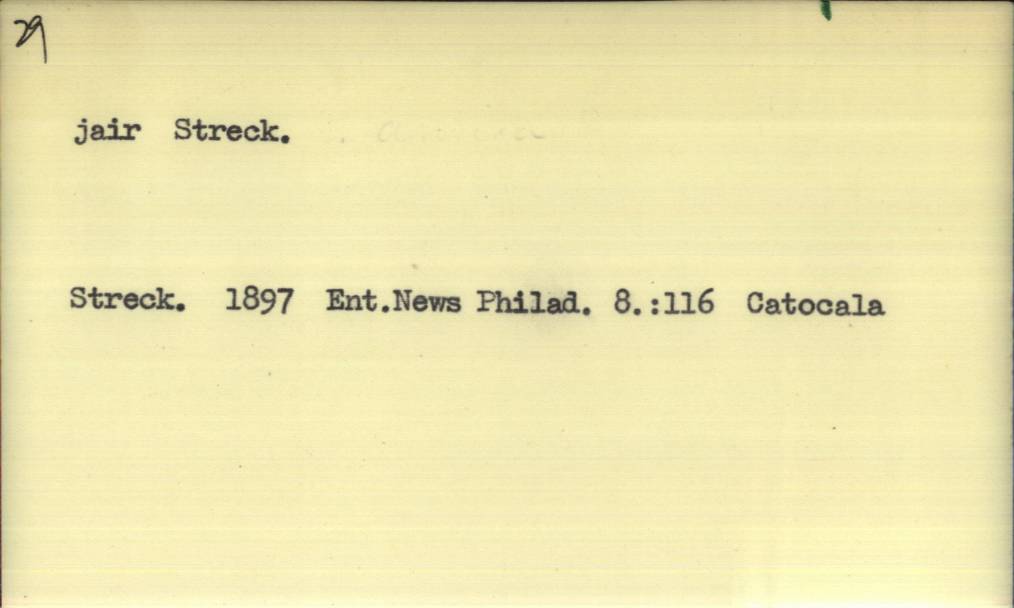 29
jair Streck.
Streck. 1897 Ent.News Philad. 8.:116 Catocala